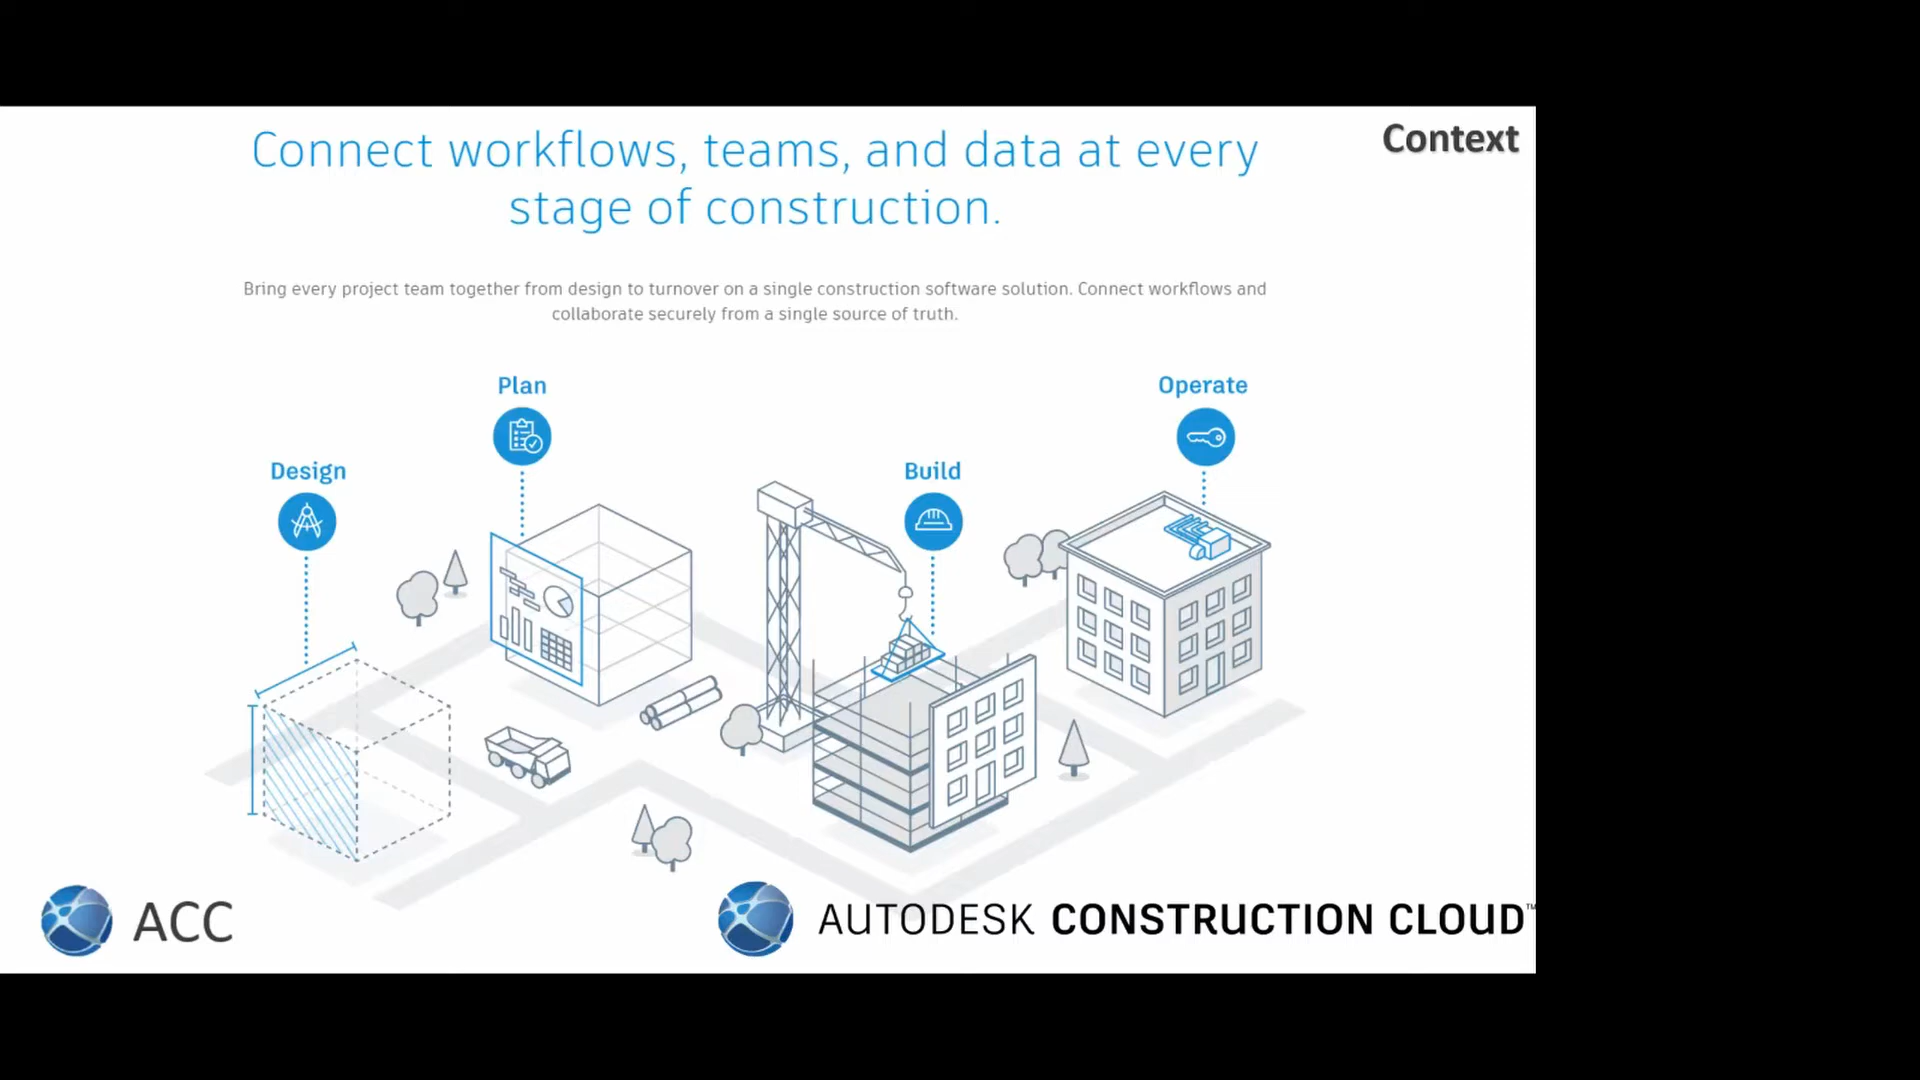 Context
Connect workflows, teams, and data at every
stage of construction.
Bring every project team together from design to turnover on a single construction software solution. Connect workflows and
collaborate securely from a single source of truth.
Plan
Operate
Design
Build
ACC
AUTODESK CONSTRUCTION CLOUD™